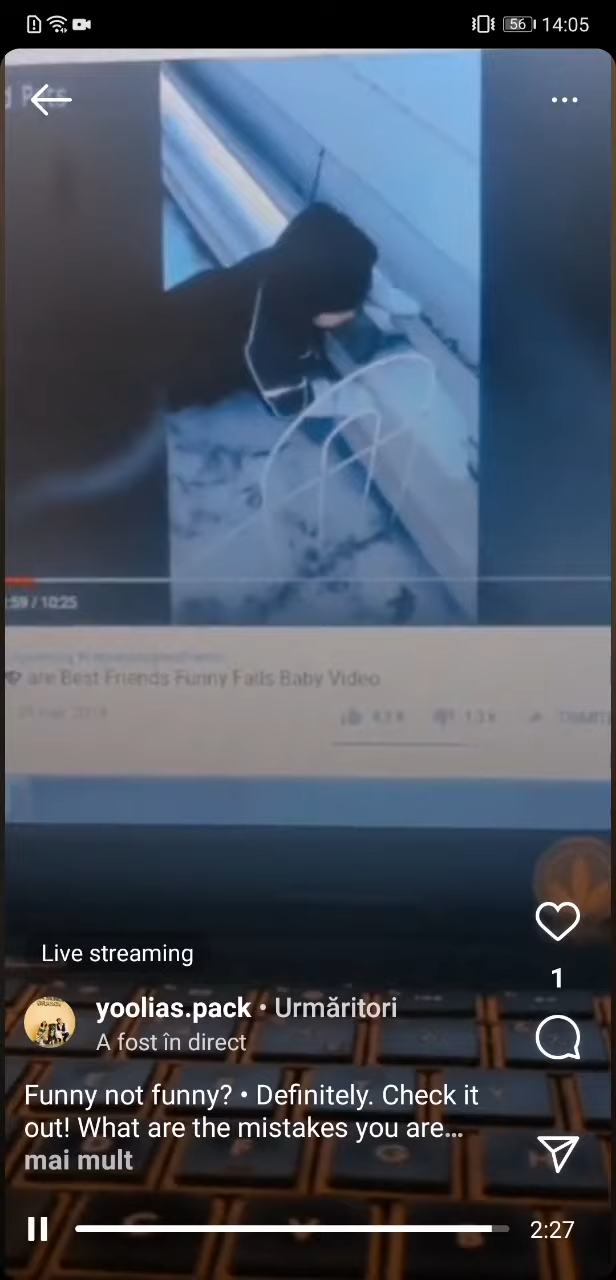 56 14:05
:59 / 10:25
are Best Friends Funny Fails Baby Video
Live streaming
1
yoolias.pack • Urmăritori
A fost în direct
Funny not funny? • Definitely. Check it
out! What are the mistakes you are...
mai mult
2:27